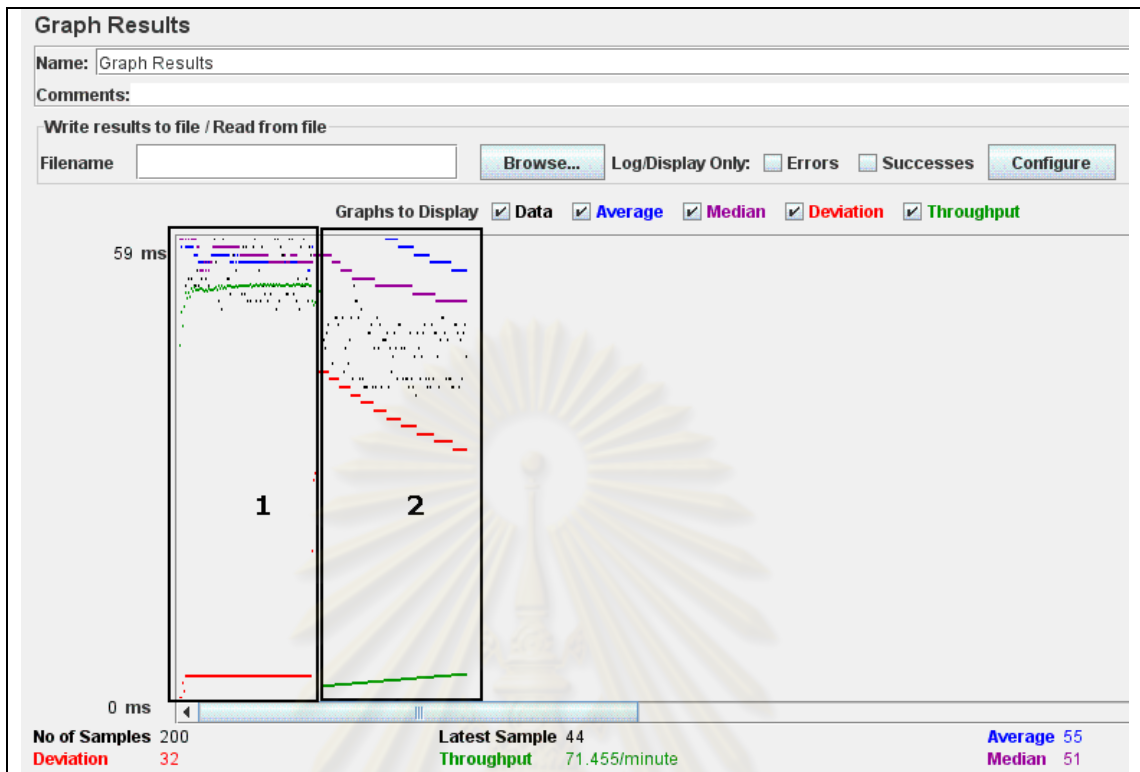 Graph Results
Name: Graph Results
Comments:
Write results to file / Read from file
Filename Browse... Log/Display Only: Errors Successes Configure
Graphs to Display Data Average Median Deviation Throughput
59 ms
1 2
0 ms
No of Samples 200 Latest Sample 44 Average 55
Deviation 32 Throughput 71.455/minute Median 51